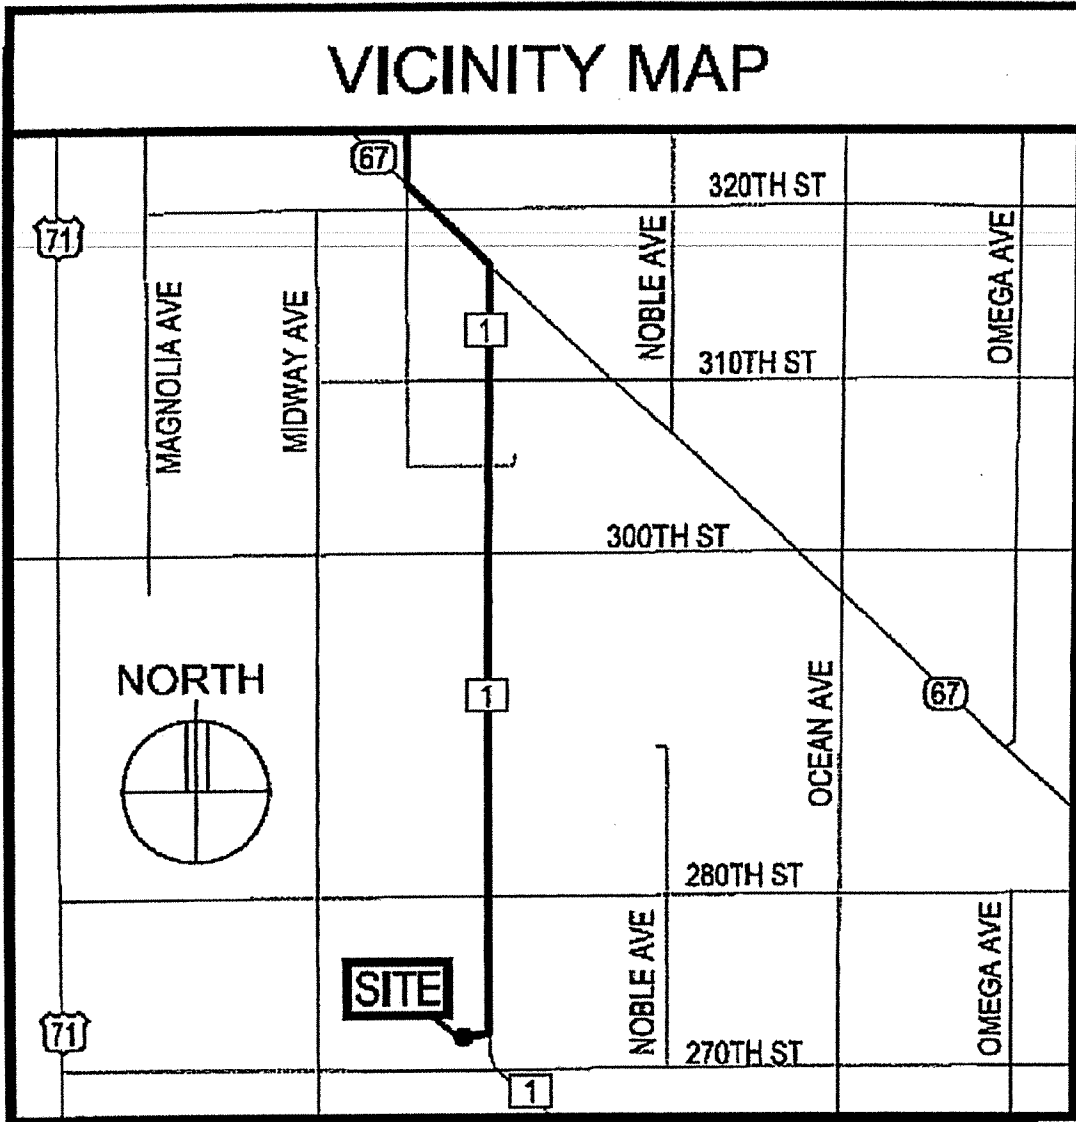 VICINITY MAP
67
320TH ST
71
NOBLE AVE
OMEGA AVE
MAGNOLIA AVE
MIDWAY AVE
1
310TH ST
300TH ST
NORTH
1
67
OCEAN AVE
280TH ST
SITE
NOBLE AVE
OMEGA AVE
71
270TH ST
1